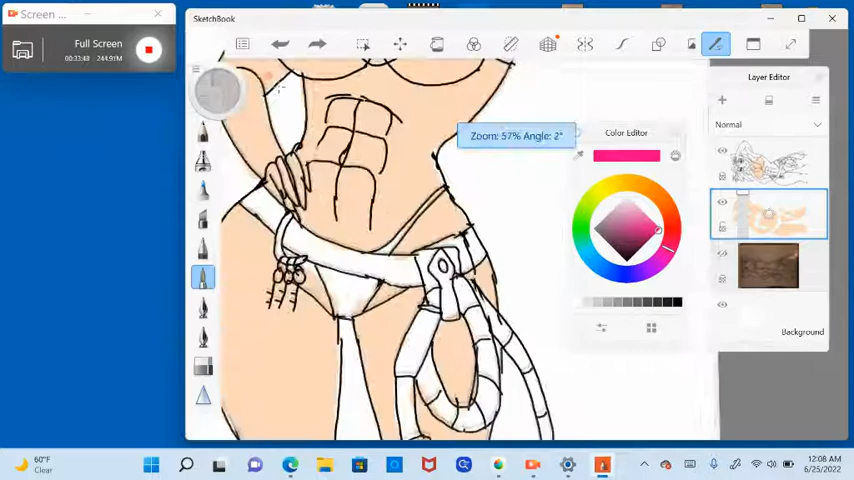 Screen ...
Full Screen
00:33:48
244.91M
SketchBook
Zoom: 57% Angle: 2°
Color Editor
Layer Editor
Normal
Background
60°F
Clear
12:08 AM
6/25/2022